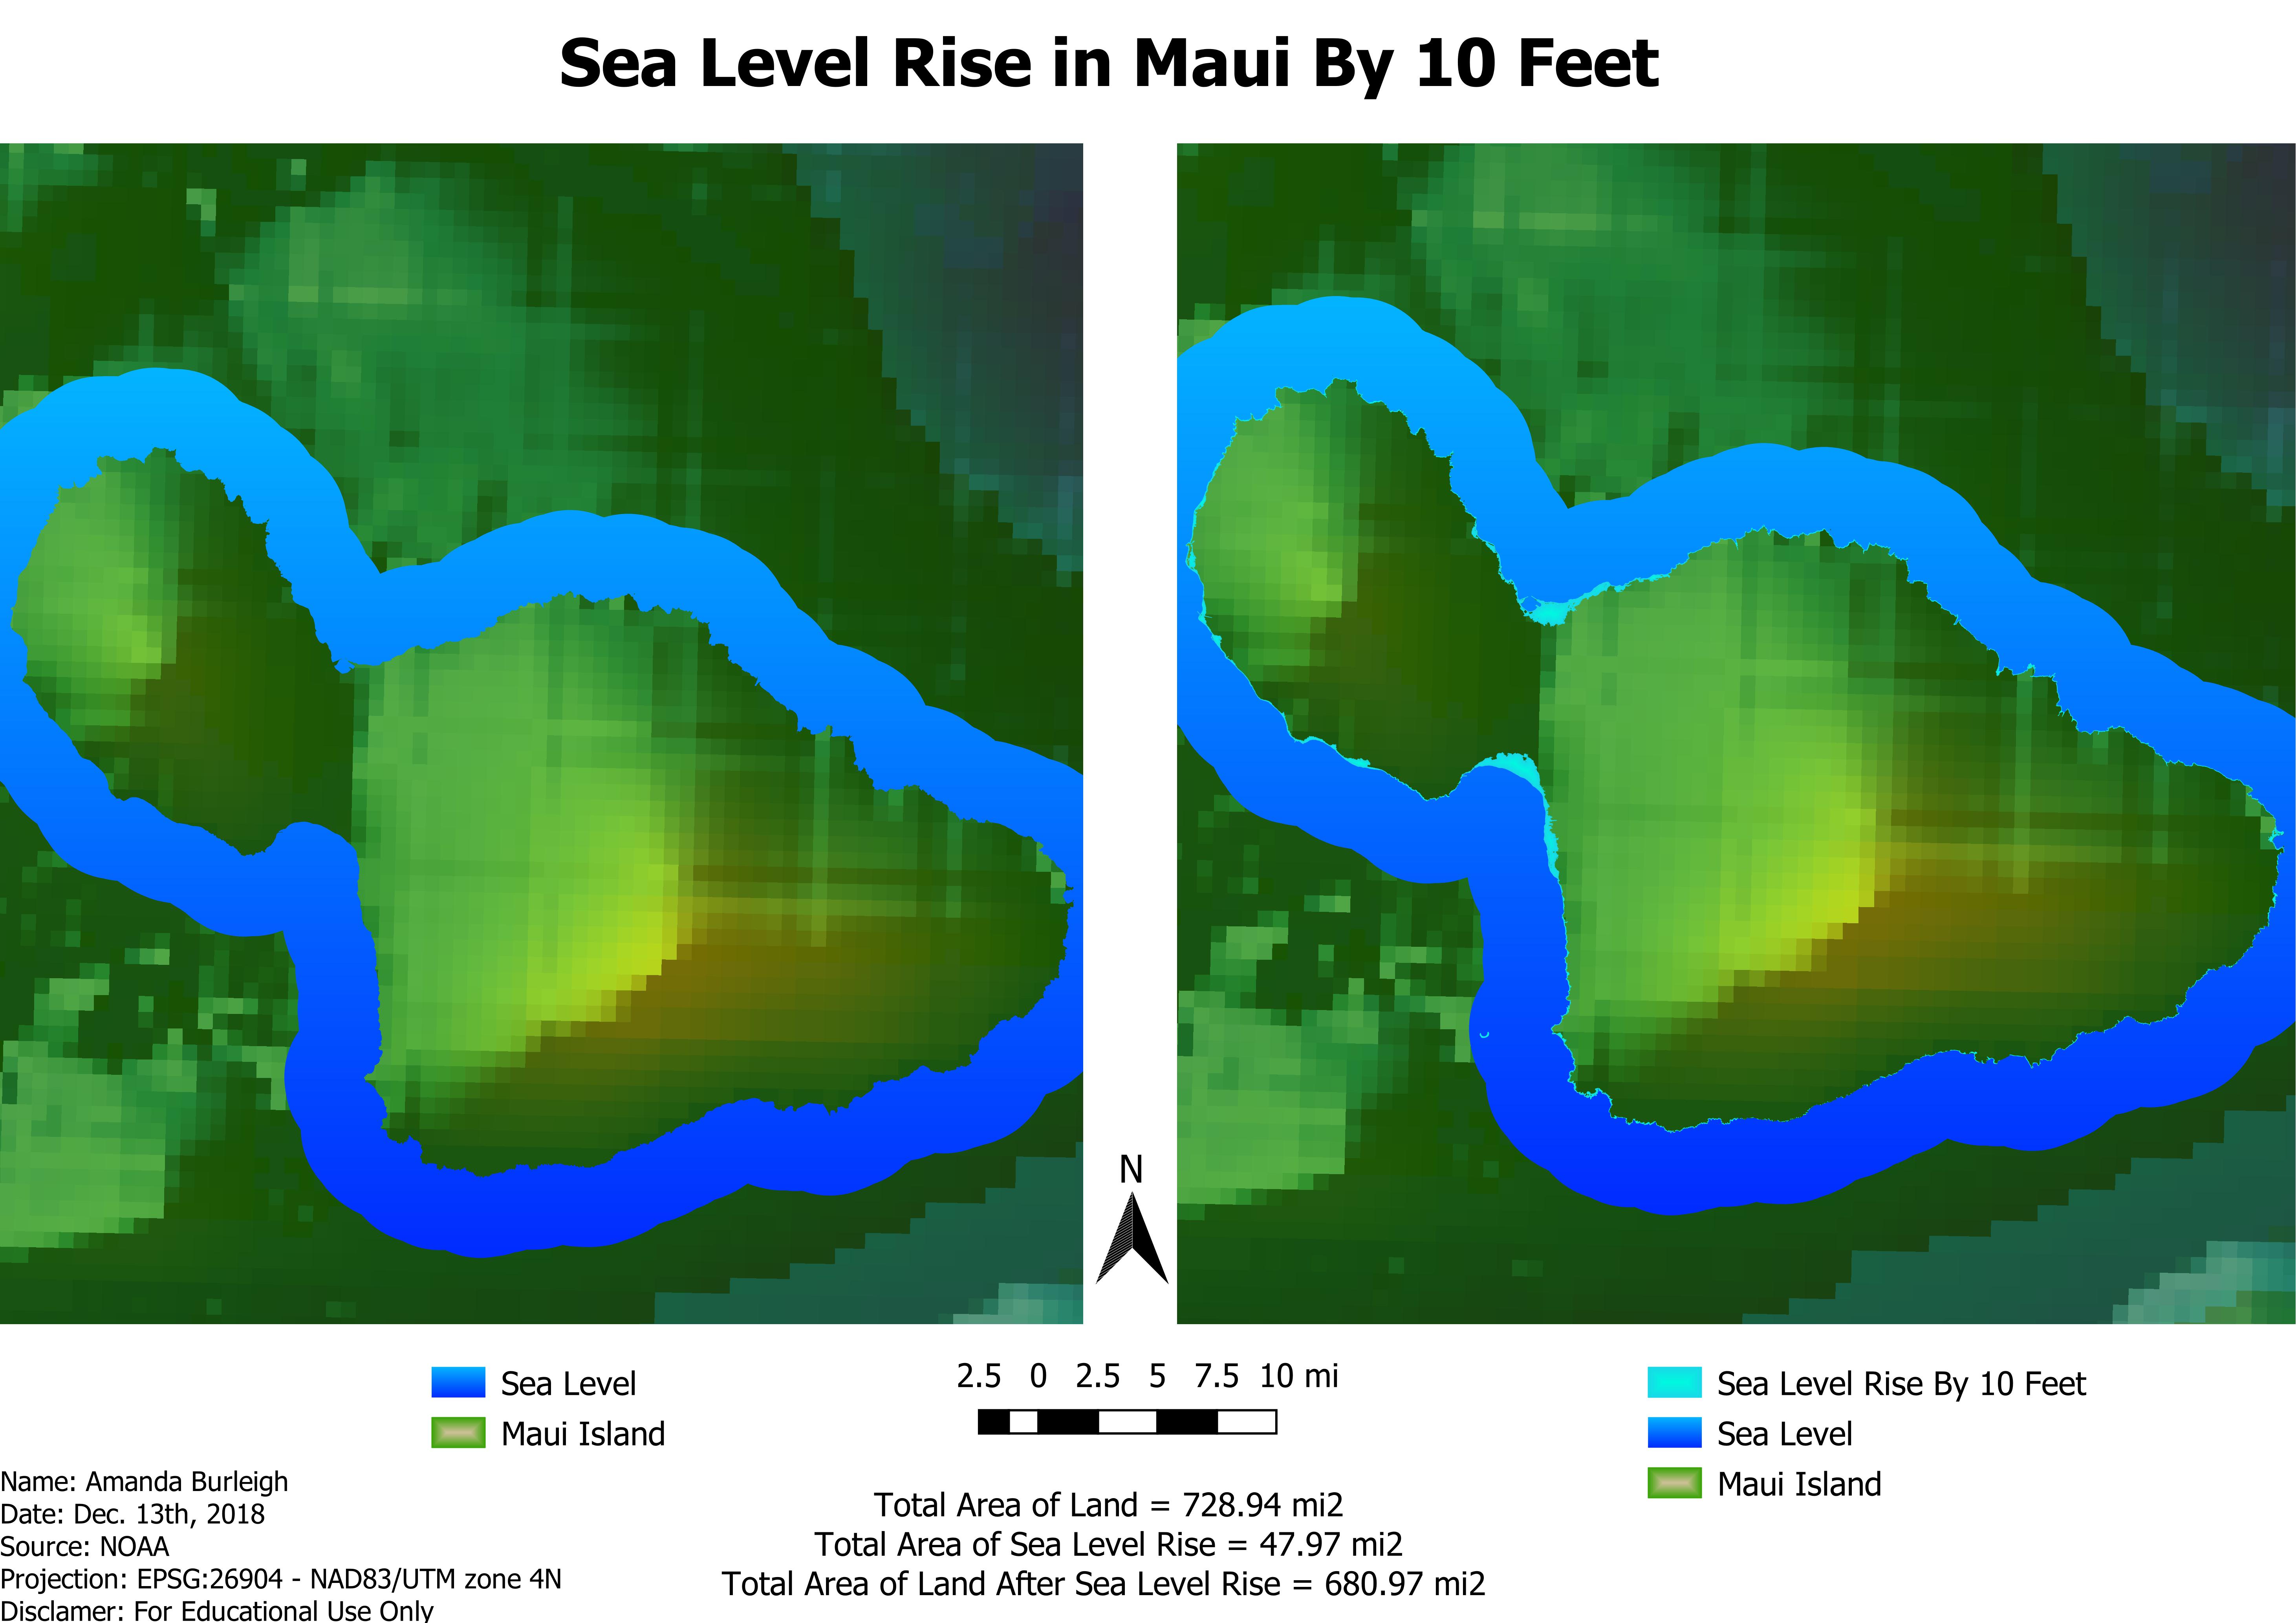 Sea Level Rise in Maui By 10 Feet
N
2.5 0 2.5 5 7.5 10 mi
Sea Level
Maui Island
Sea Level Rise By 10 Feet
Sea Level
Maui Island
Name: Amanda Burleigh
Date: Dec. 13th, 2018
Source: NOAA
Projection: EPSG:26904 - NAD83/UTM zone 4N
Disclamer: For Educational Use Only
Total Area of Land = 728.94 mi2
Total Area of Sea Level Rise = 47.97 mi2
Total Area of Land After Sea Level Rise = 680.97 mi2